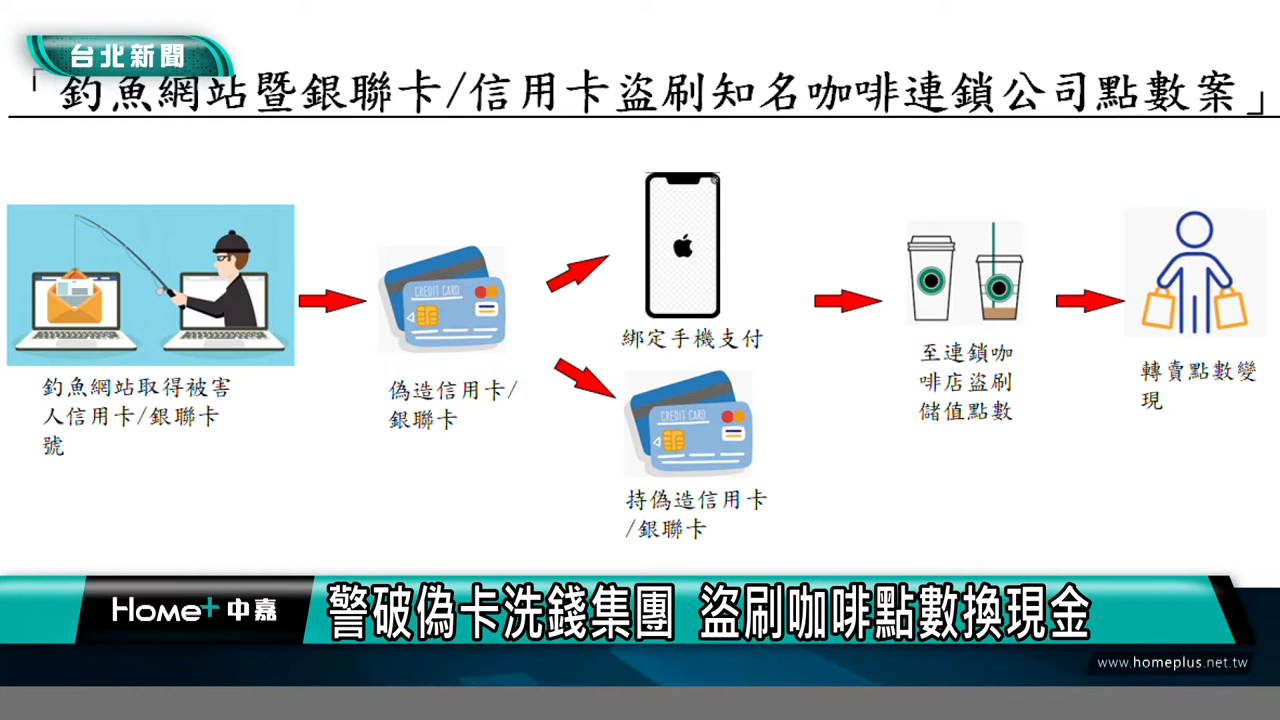 台北新聞
「釣魚網站暨銀聯卡/信用卡盜刷知名咖啡連鎖公司點數案」
CREDIT CARD
釣魚網站取得被害
人信用卡/銀聯卡
號
偽造信用卡/
銀聯卡
綁定手機支付
CREDIT CARD
持偽造信用卡
/銀聯卡
至連鎖咖
啡店盜刷
儲值點數
轉賣點數變
現
Home+中嘉
警破偽卡洗錢集團 盜刷咖啡點數換現金
www.homeplus.net.tw